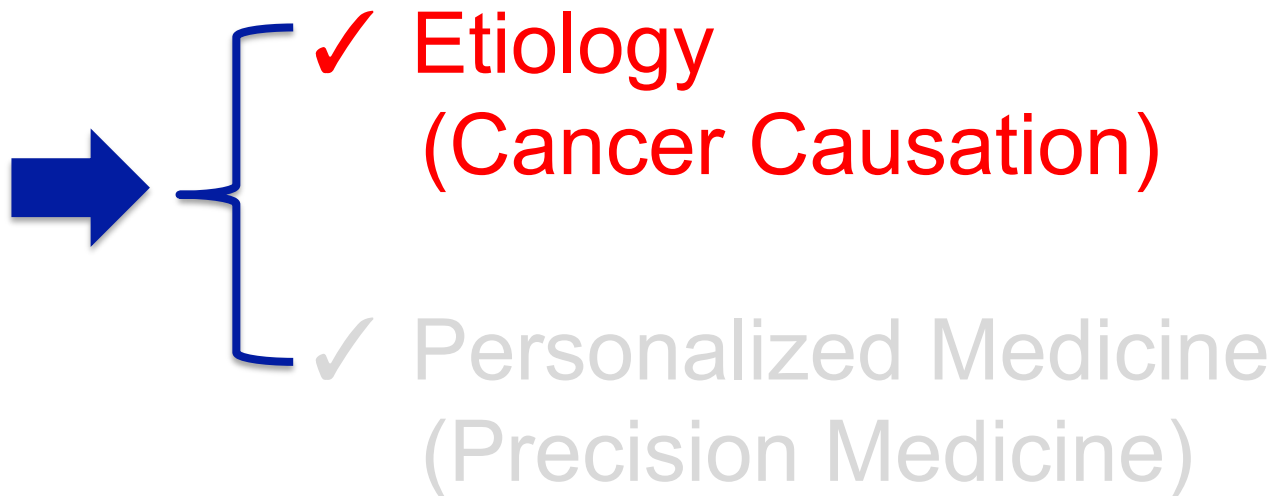 ✓ Etiology
(Cancer Causation)
✓ Personalized Medicine
(Precision Medicine)